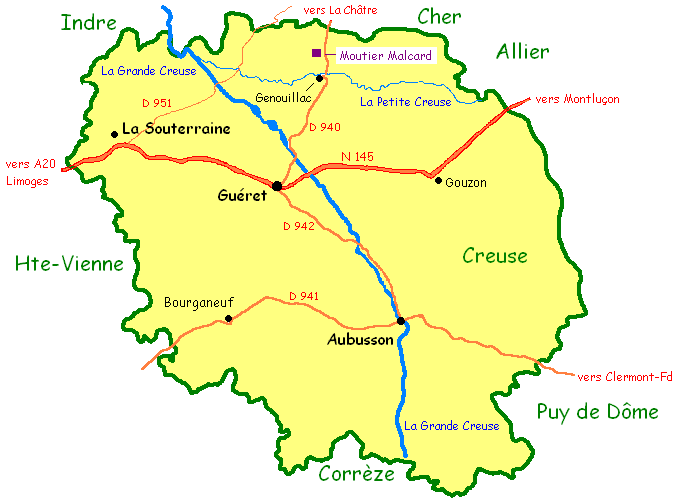 vers La Châtre
Cher
Indre
Allier
Moutier Malcard
La Grande Creuse
Genouillac
La Petite Creuse
vers Montluçon
D 951
La Souterraine
D 940
N 145
vers A20
Limoges
Guéret
Gouzon
D 942
Hte-Vienne
Creuse
D 941
Bourganeuf
Aubusson
vers Clermont-Fd
Puy de Dôme
La Grande Creuse
Corrèze